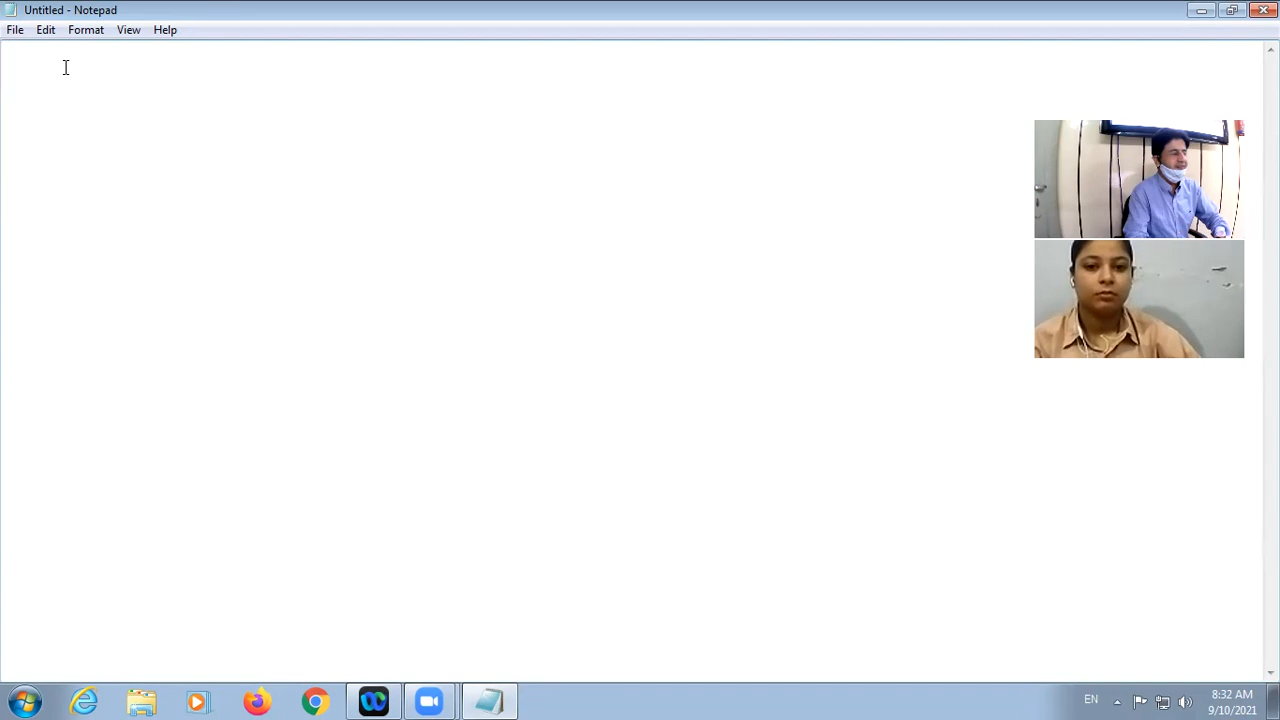 Untitled - Notepad
File Edit Format View Help
EN
8:32 AM
9/10/2021